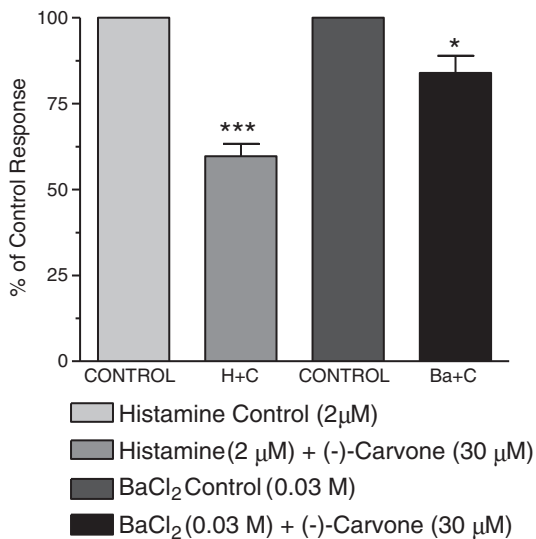 % of Control Response
100
75
50
25
0
***
*
CONTROL H+C CONTROL Ba+C
Histamine Control (2μM)
Histamine(2 μM) + (-)-Carvone (30 μM)
BaCl₂ Control (0.03 M)
BaCl₂ (0.03 M) + (-)-Carvone (30 μM)